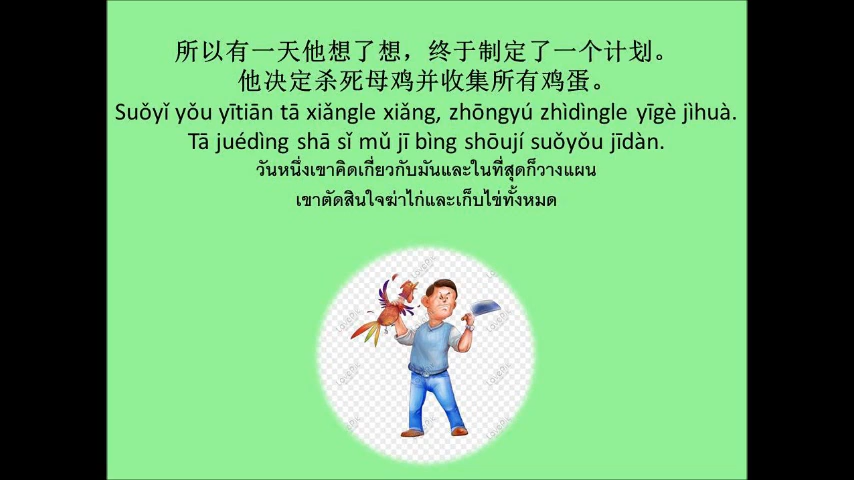 所以有一天他想了想，终于制定了一个计划。
他决定杀死母鸡并收集所有鸡蛋。
Suǒyǐ yǒu yītiān tā xiǎngle xiǎng, zhōngyú zhìdìngle yīgè jìhuà.
Tā juédìng shā sǐ mǔ jī bìng shōují suǒyǒu jīdàn.
วันหนึ่งเขาคิดเกี่ยวกับมันและในที่สุดก็วางแผน
เขาตัดสินใจฆ่าไก่และเก็บไข่ทั้งหมด